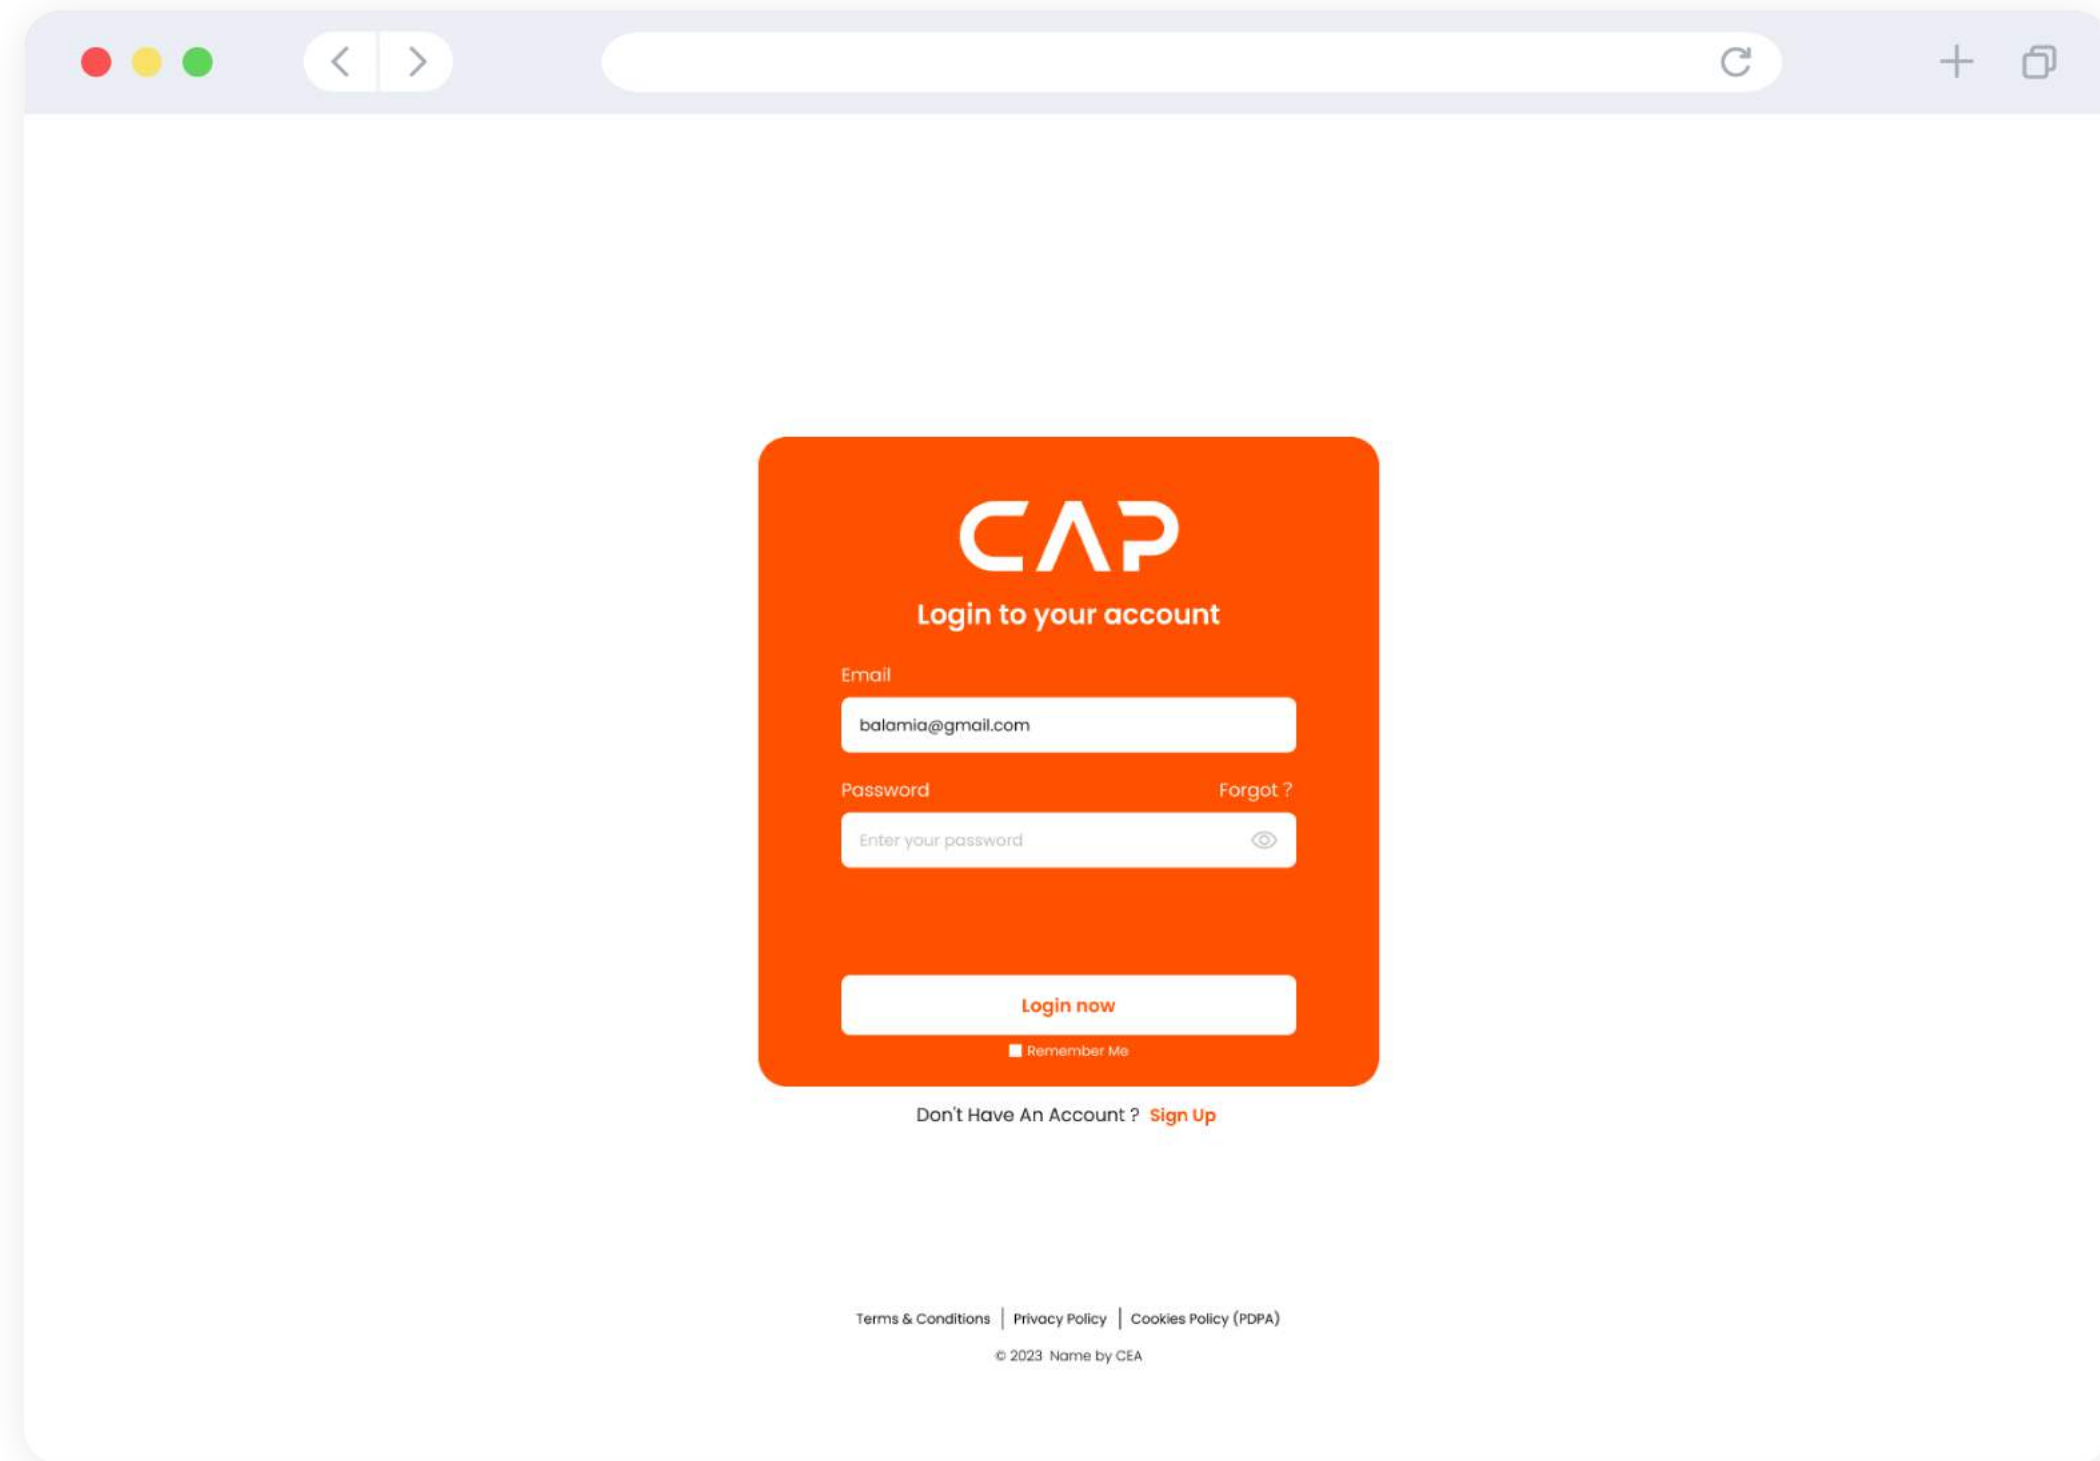 CAP
Login to your account
Email
balamia@gmail.com
Password Forgot ?
Enter your password
Login now
Remember Me
Don't Have An Account ? Sign Up
Terms & Conditions | Privacy Policy | Cookies Policy (PDPA)
© 2023 Name by CEA